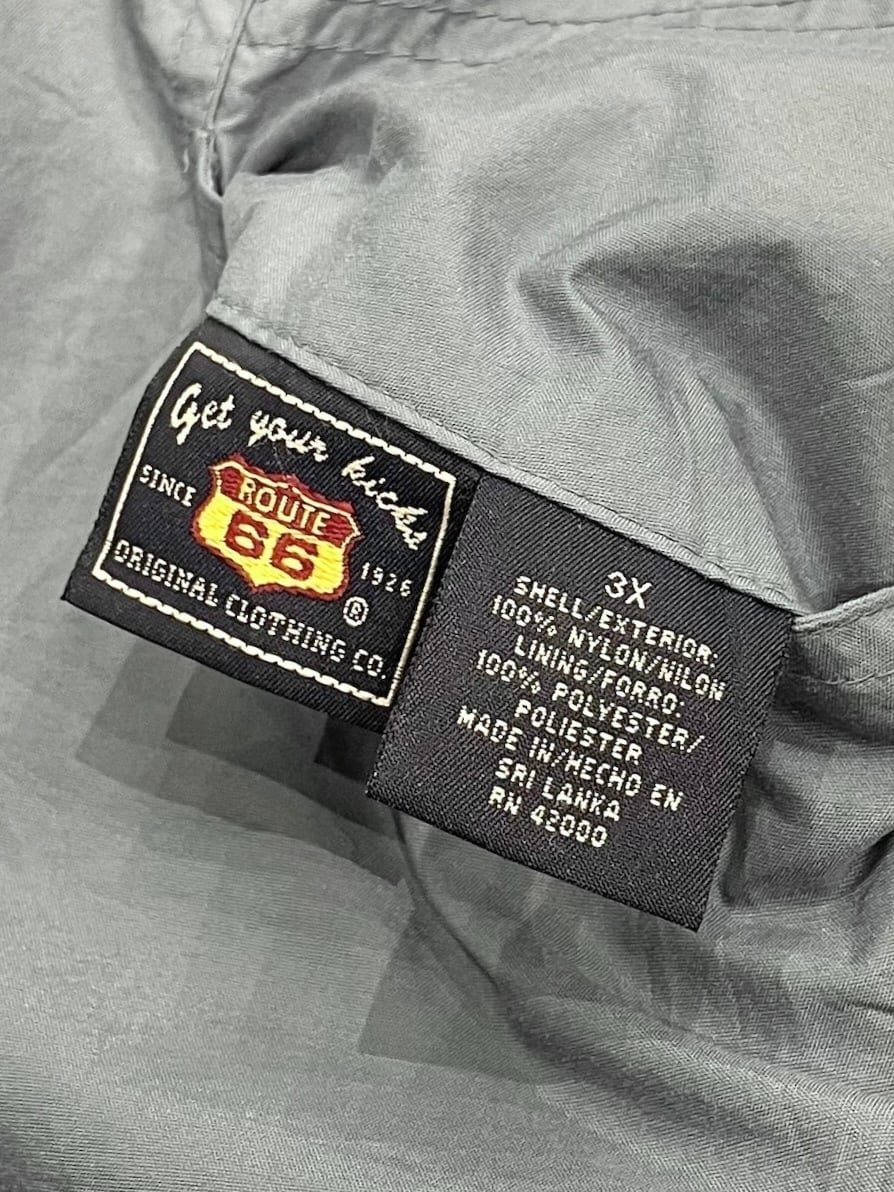 Get your kicks!
SINCE
ROUTE
66
1926
®
ORIGINAL CLOTHING CO.
3X
SHELL/EXTERIOR:
100% NYLON/NILON
LINING/FORRO:
100% POLYESTER/
POLIESTER
MADE IN/HECHO EN
SRI LANKA
RN 42000